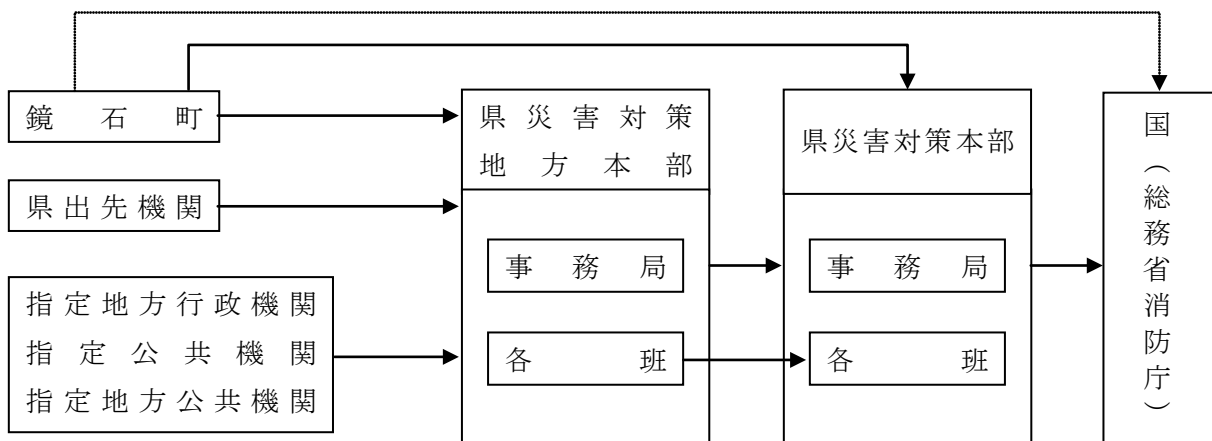 鏡石町
県出先機関
指定地方行政機関
指定公共機関
指定地方公共機関
県災害対策
地方本部
事務局
各班
県災害対策本部
事務局
各班
国（総務省消防庁）